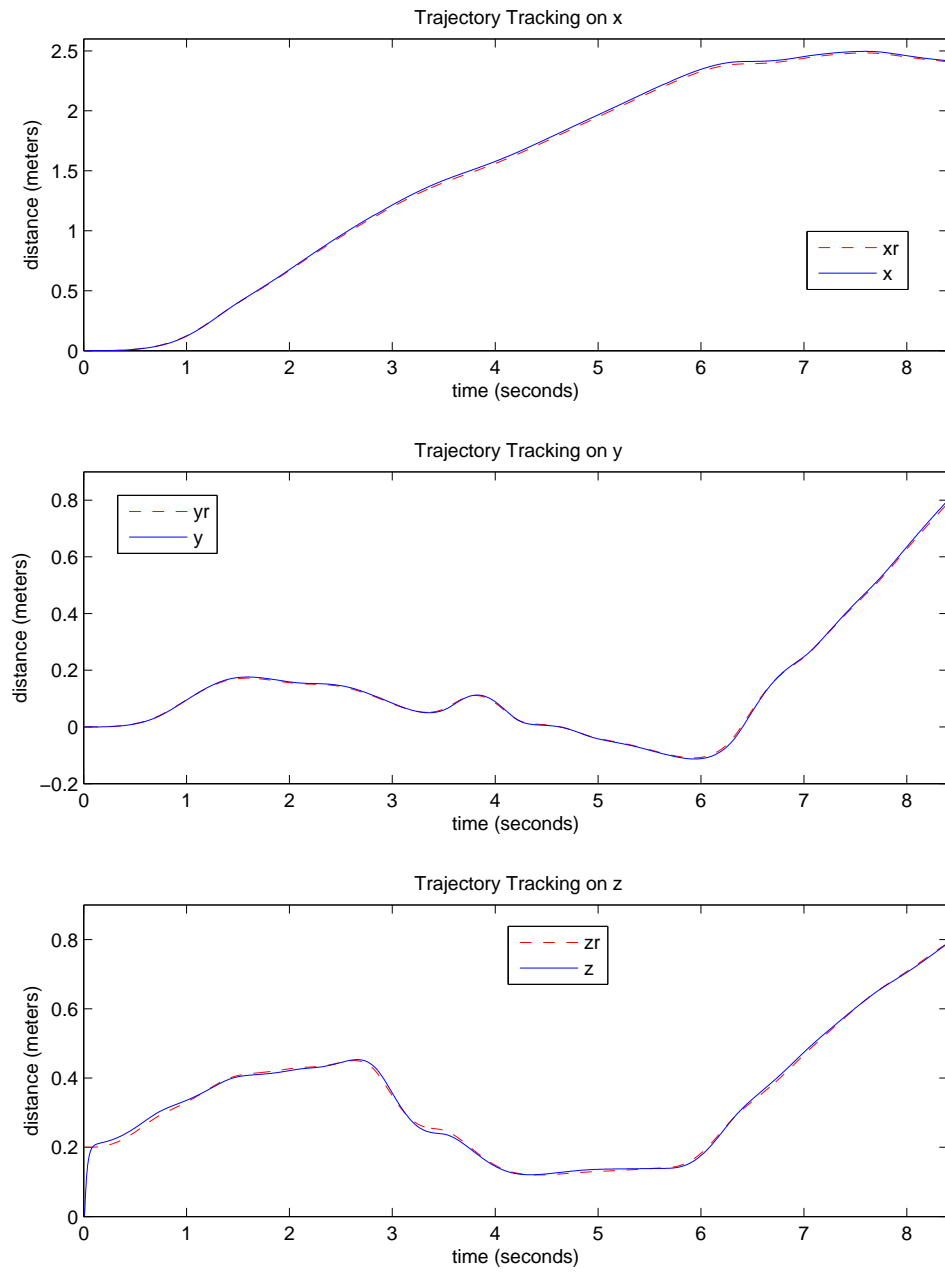 Trajectory Tracking on x
2.5
2
1.5
1
0.5
0
distance (meters)
xr
x
0 1 2 3 4 5 6 7 8
time (seconds)
Trajectory Tracking on y
0.8
0.6
0.4
0.2
0
−0.2
distance (meters)
yr
y
0 1 2 3 4 5 6 7 8
time (seconds)
Trajectory Tracking on z
0.8
0.6
0.4
0.2
0
distance (meters)
zr
z
0 1 2 3 4 5 6 7 8
time (seconds)